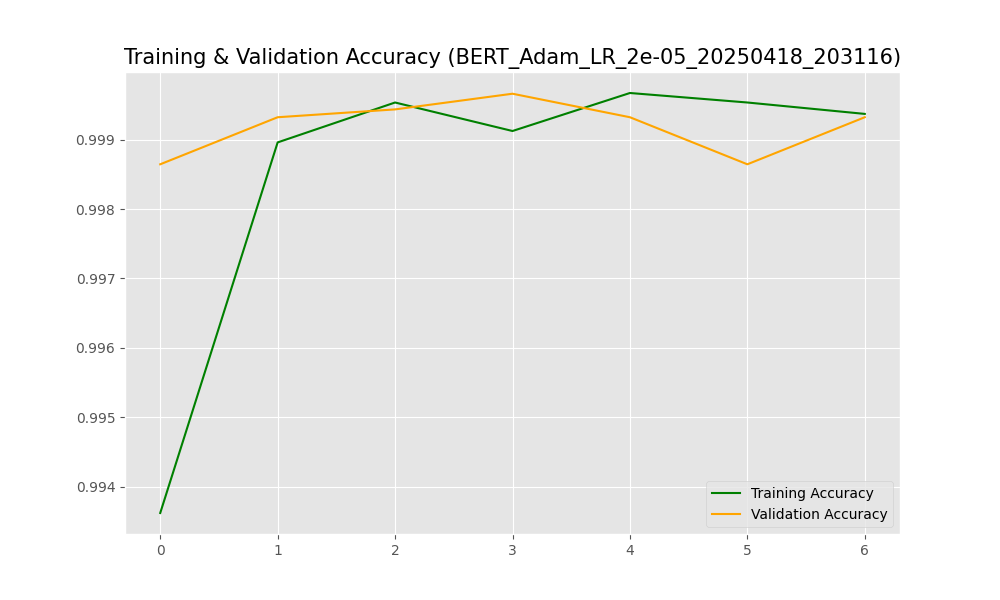 Training & Validation Accuracy (BERT_Adam_LR_2e-05_20250418_203116)
0.999
0.998
0.997
0.996
0.995
0.994
Training Accuracy
Validation Accuracy
0 1 2 3 4 5 6